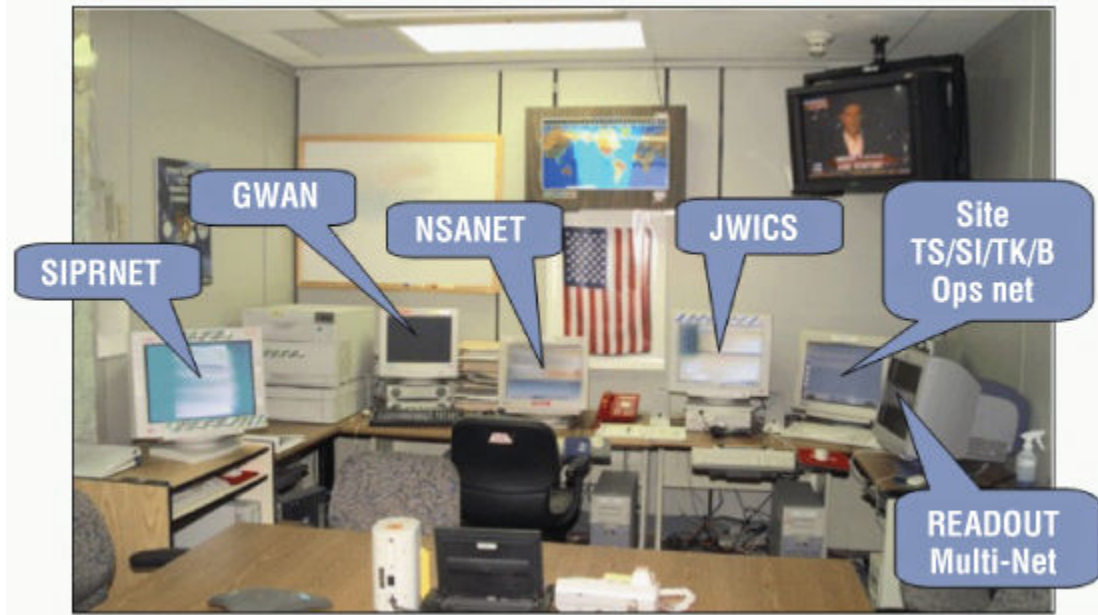 GWAN
NSANET
JWICS
Site
TS/SI/TK/B
Ops net
SIPRNET
READOUT
Multi-Net